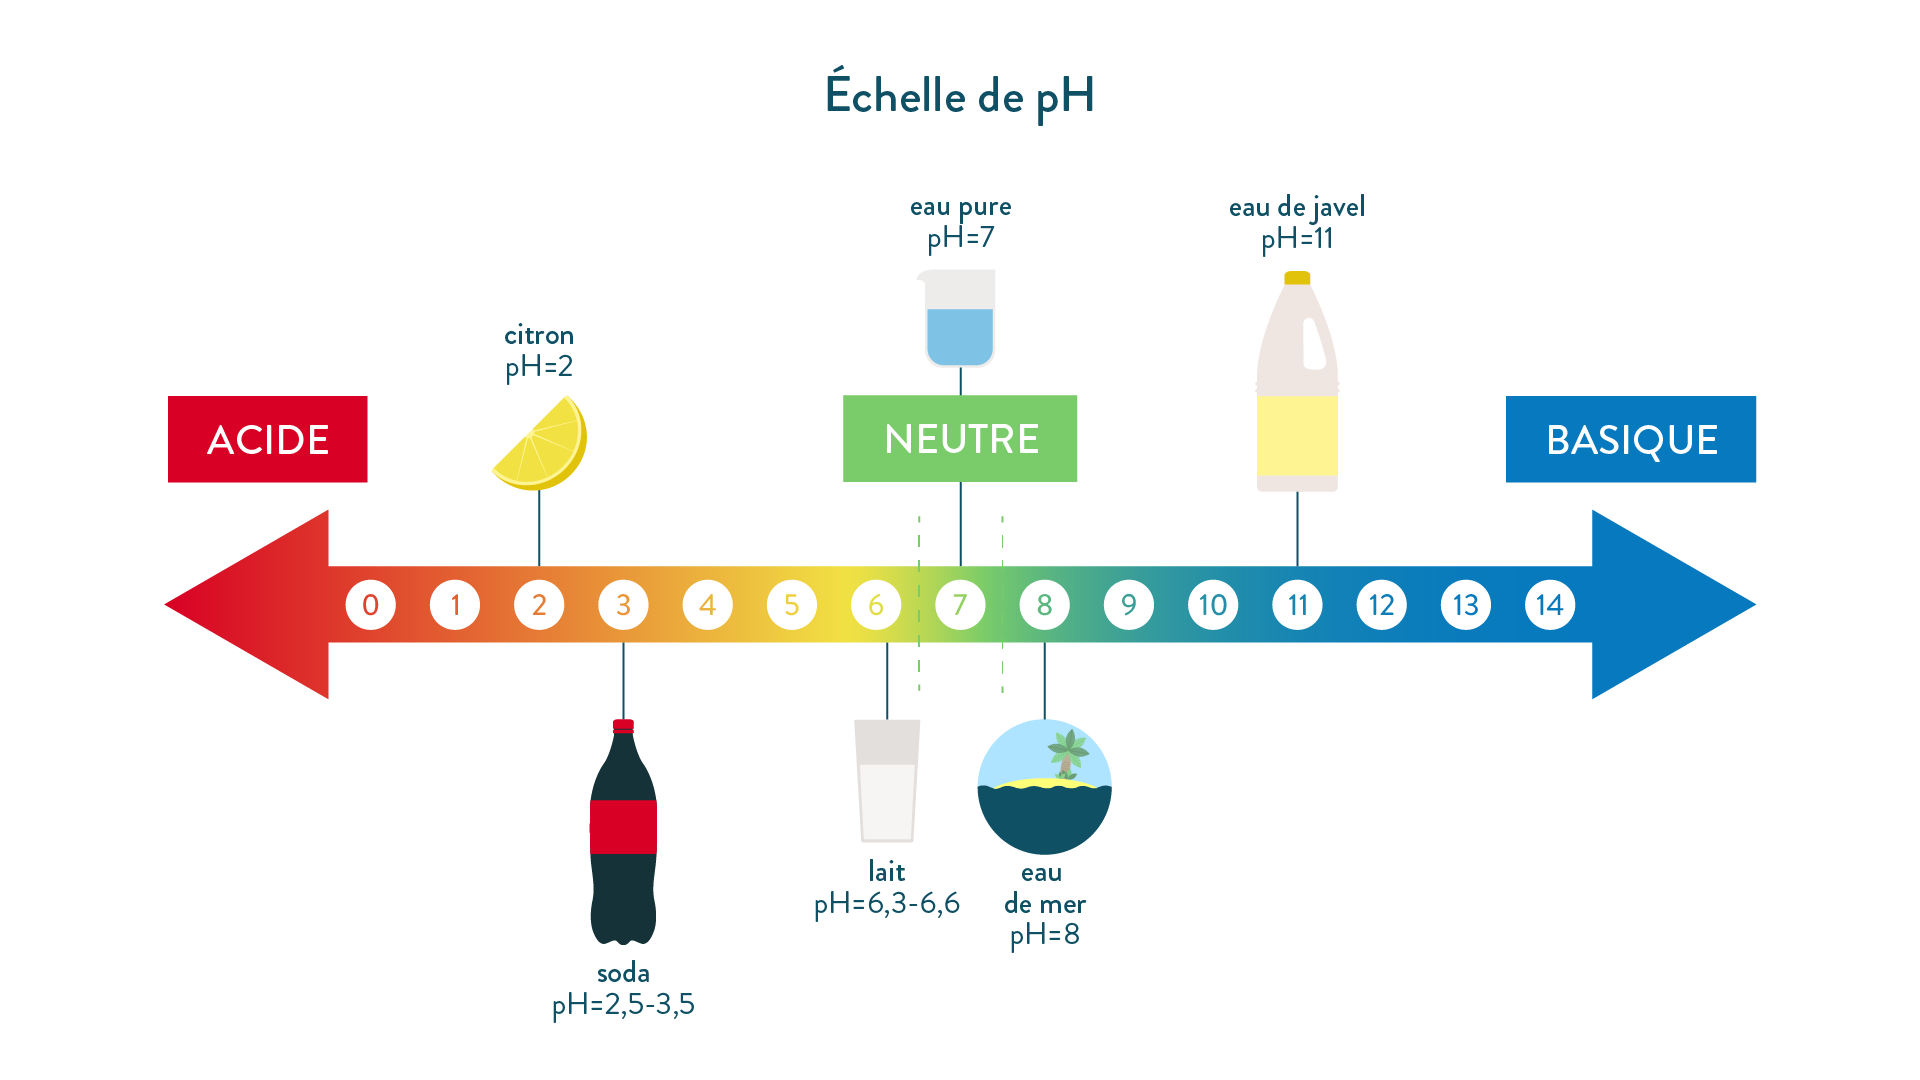 Échelle de pH
eau pure
pH=7
eau de javel
pH=11
citron
pH=2
ACIDE
NEUTRE
BASIQUE
0 1 2 3 4 5 6 7 8 9 10 11 12 13 14
lait
pH=6,3-6,6
eau
de mer
pH=8
soda
pH=2,5-3,5